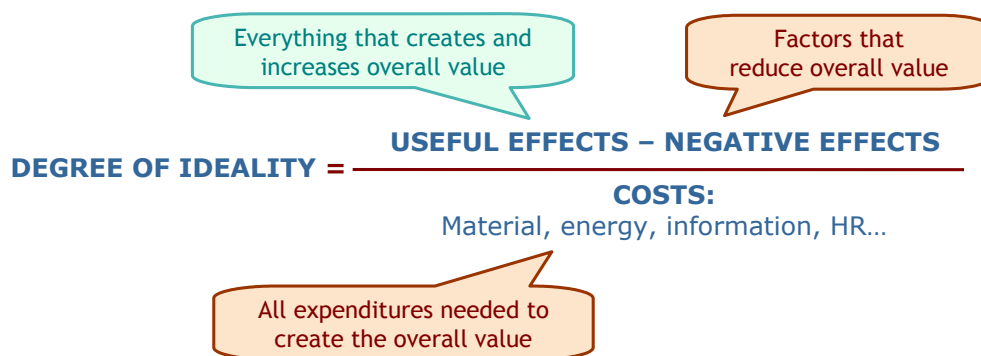 Everything that creates and
increases overall value
Factors that
reduce overall value
USEFUL EFFECTS – NEGATIVE EFFECTS
DEGREE OF IDEALITY =
COSTS:
Material, energy, information, HR…
All expenditures needed to
create the overall value